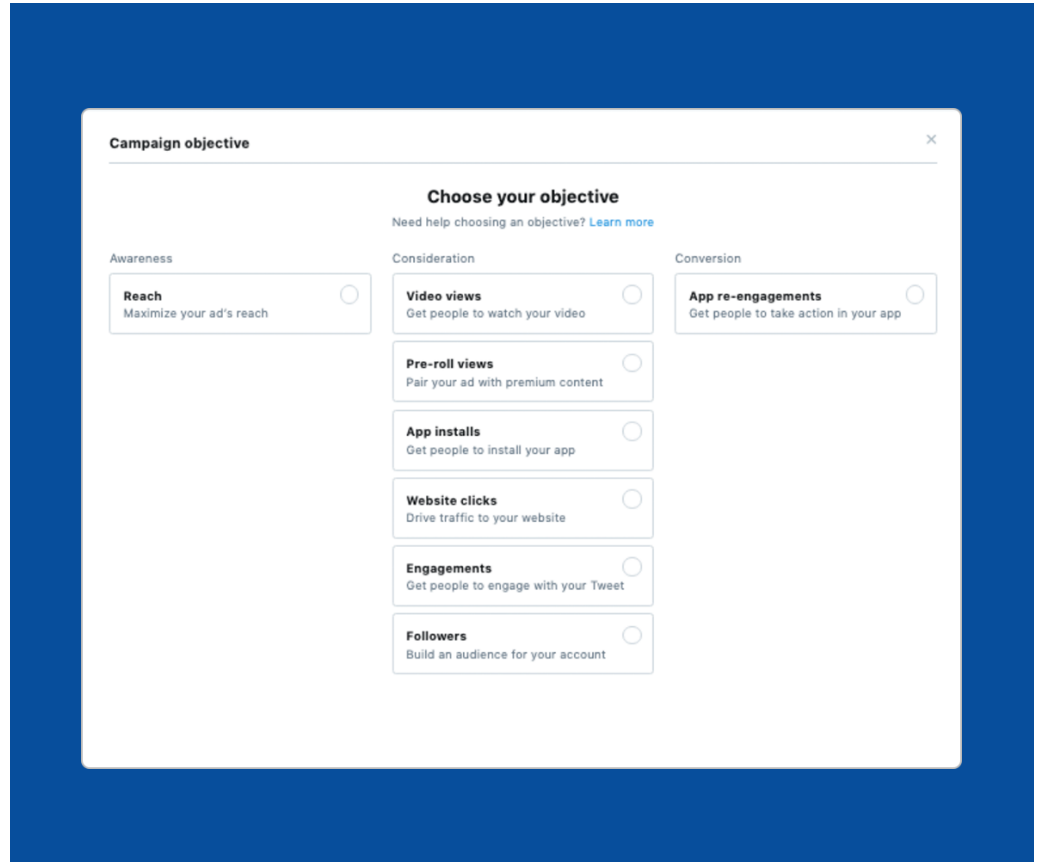 Campaign objective
×
Choose your objective
Need help choosing an objective? Learn more
Awareness
Reach
Maximize your ad's reach
Consideration
Video views
Get people to watch your video
Pre-roll views
Pair your ad with premium content
App installs
Get people to install your app
Website clicks
Drive traffic to your website
Engagements
Get people to engage with your Tweet
Followers
Build an audience for your account
Conversion
App re-engagements
Get people to take action in your app